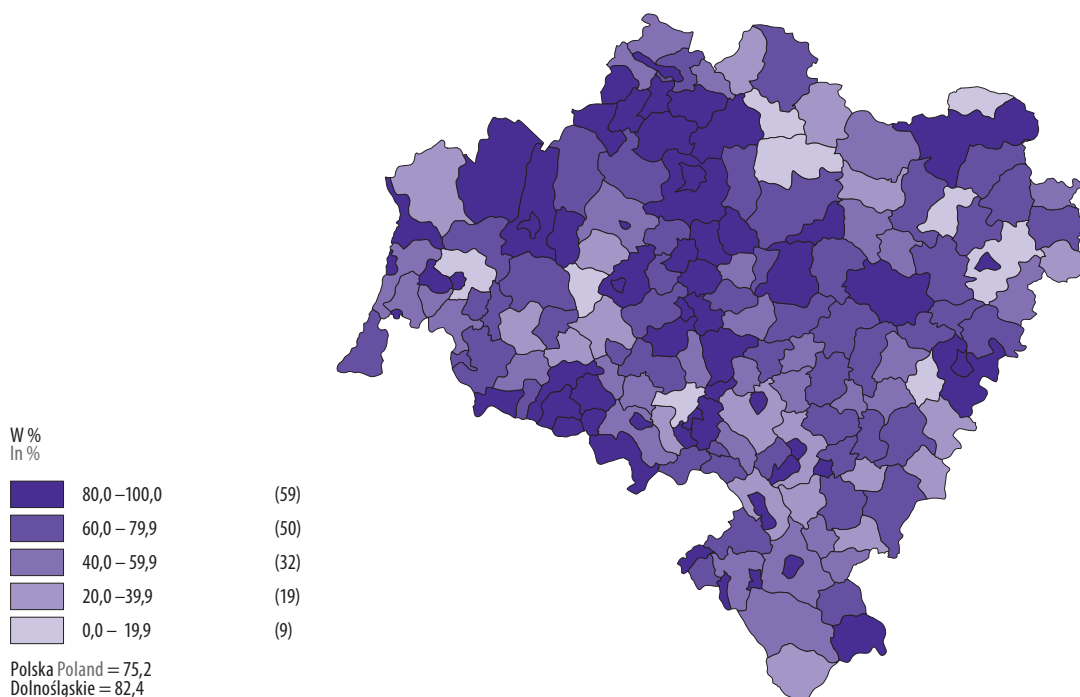 W %
In %
80,0 –100,0 (59)
60,0 – 79,9 (50)
40,0 – 59,9 (32)
20,0 –39,9 (19)
0,0 – 19,9 (9)
Polska Poland = 75,2
Dolnośląskie = 82,4